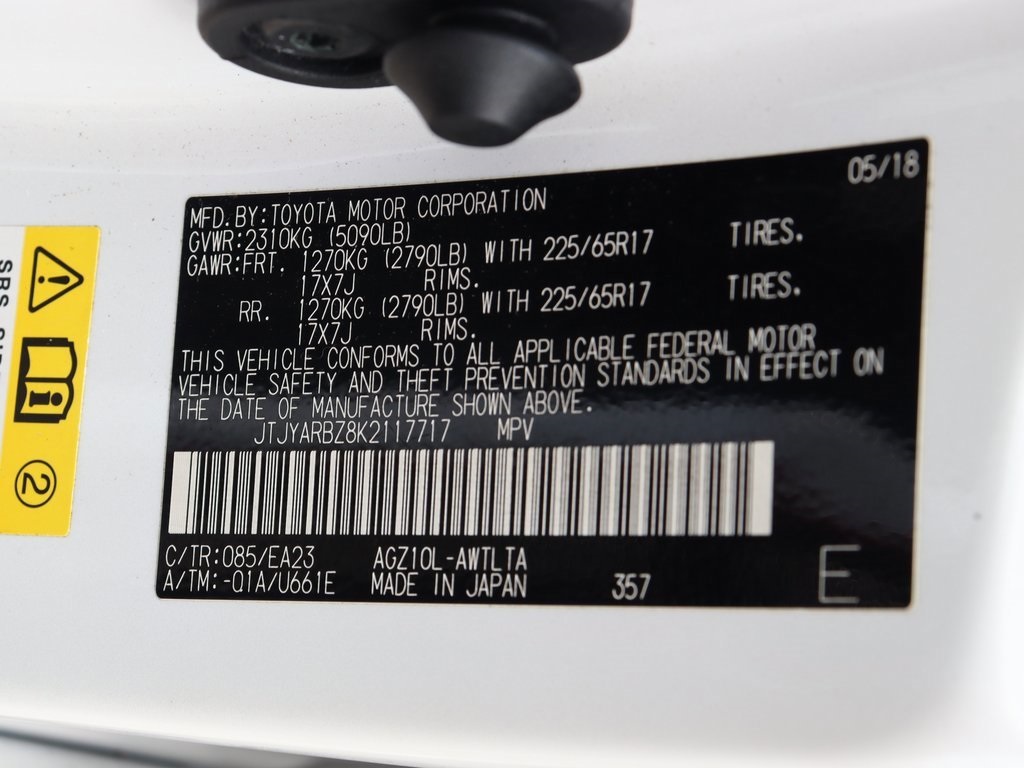 05/18
MFD.BY:TOYOTA MOTOR CORPORATION
GVWR:2310KG (5090LB)
GAWR:FRT. 1270KG (2790LB) WITH 225/65R17 TIRES.
17X7J RIMS.
RR. 1270KG (2790LB) WITH 225/65R17 TIRES.
17X7J RIMS.
THIS VEHICLE CONFORMS TO ALL APPLICABLE FEDERAL MOTOR
VEHICLE SAFETY AND THEFT PREVENTION STANDARDS IN EFFECT ON
THE DATE OF MANUFACTURE SHOWN ABOVE.
JTJYARBZ8K2117717 MPV
C/TR:085/EA23 AGZ10L-AWTLTA
A/TM:-01A/U661E MADE IN JAPAN 357 E
SRS
2